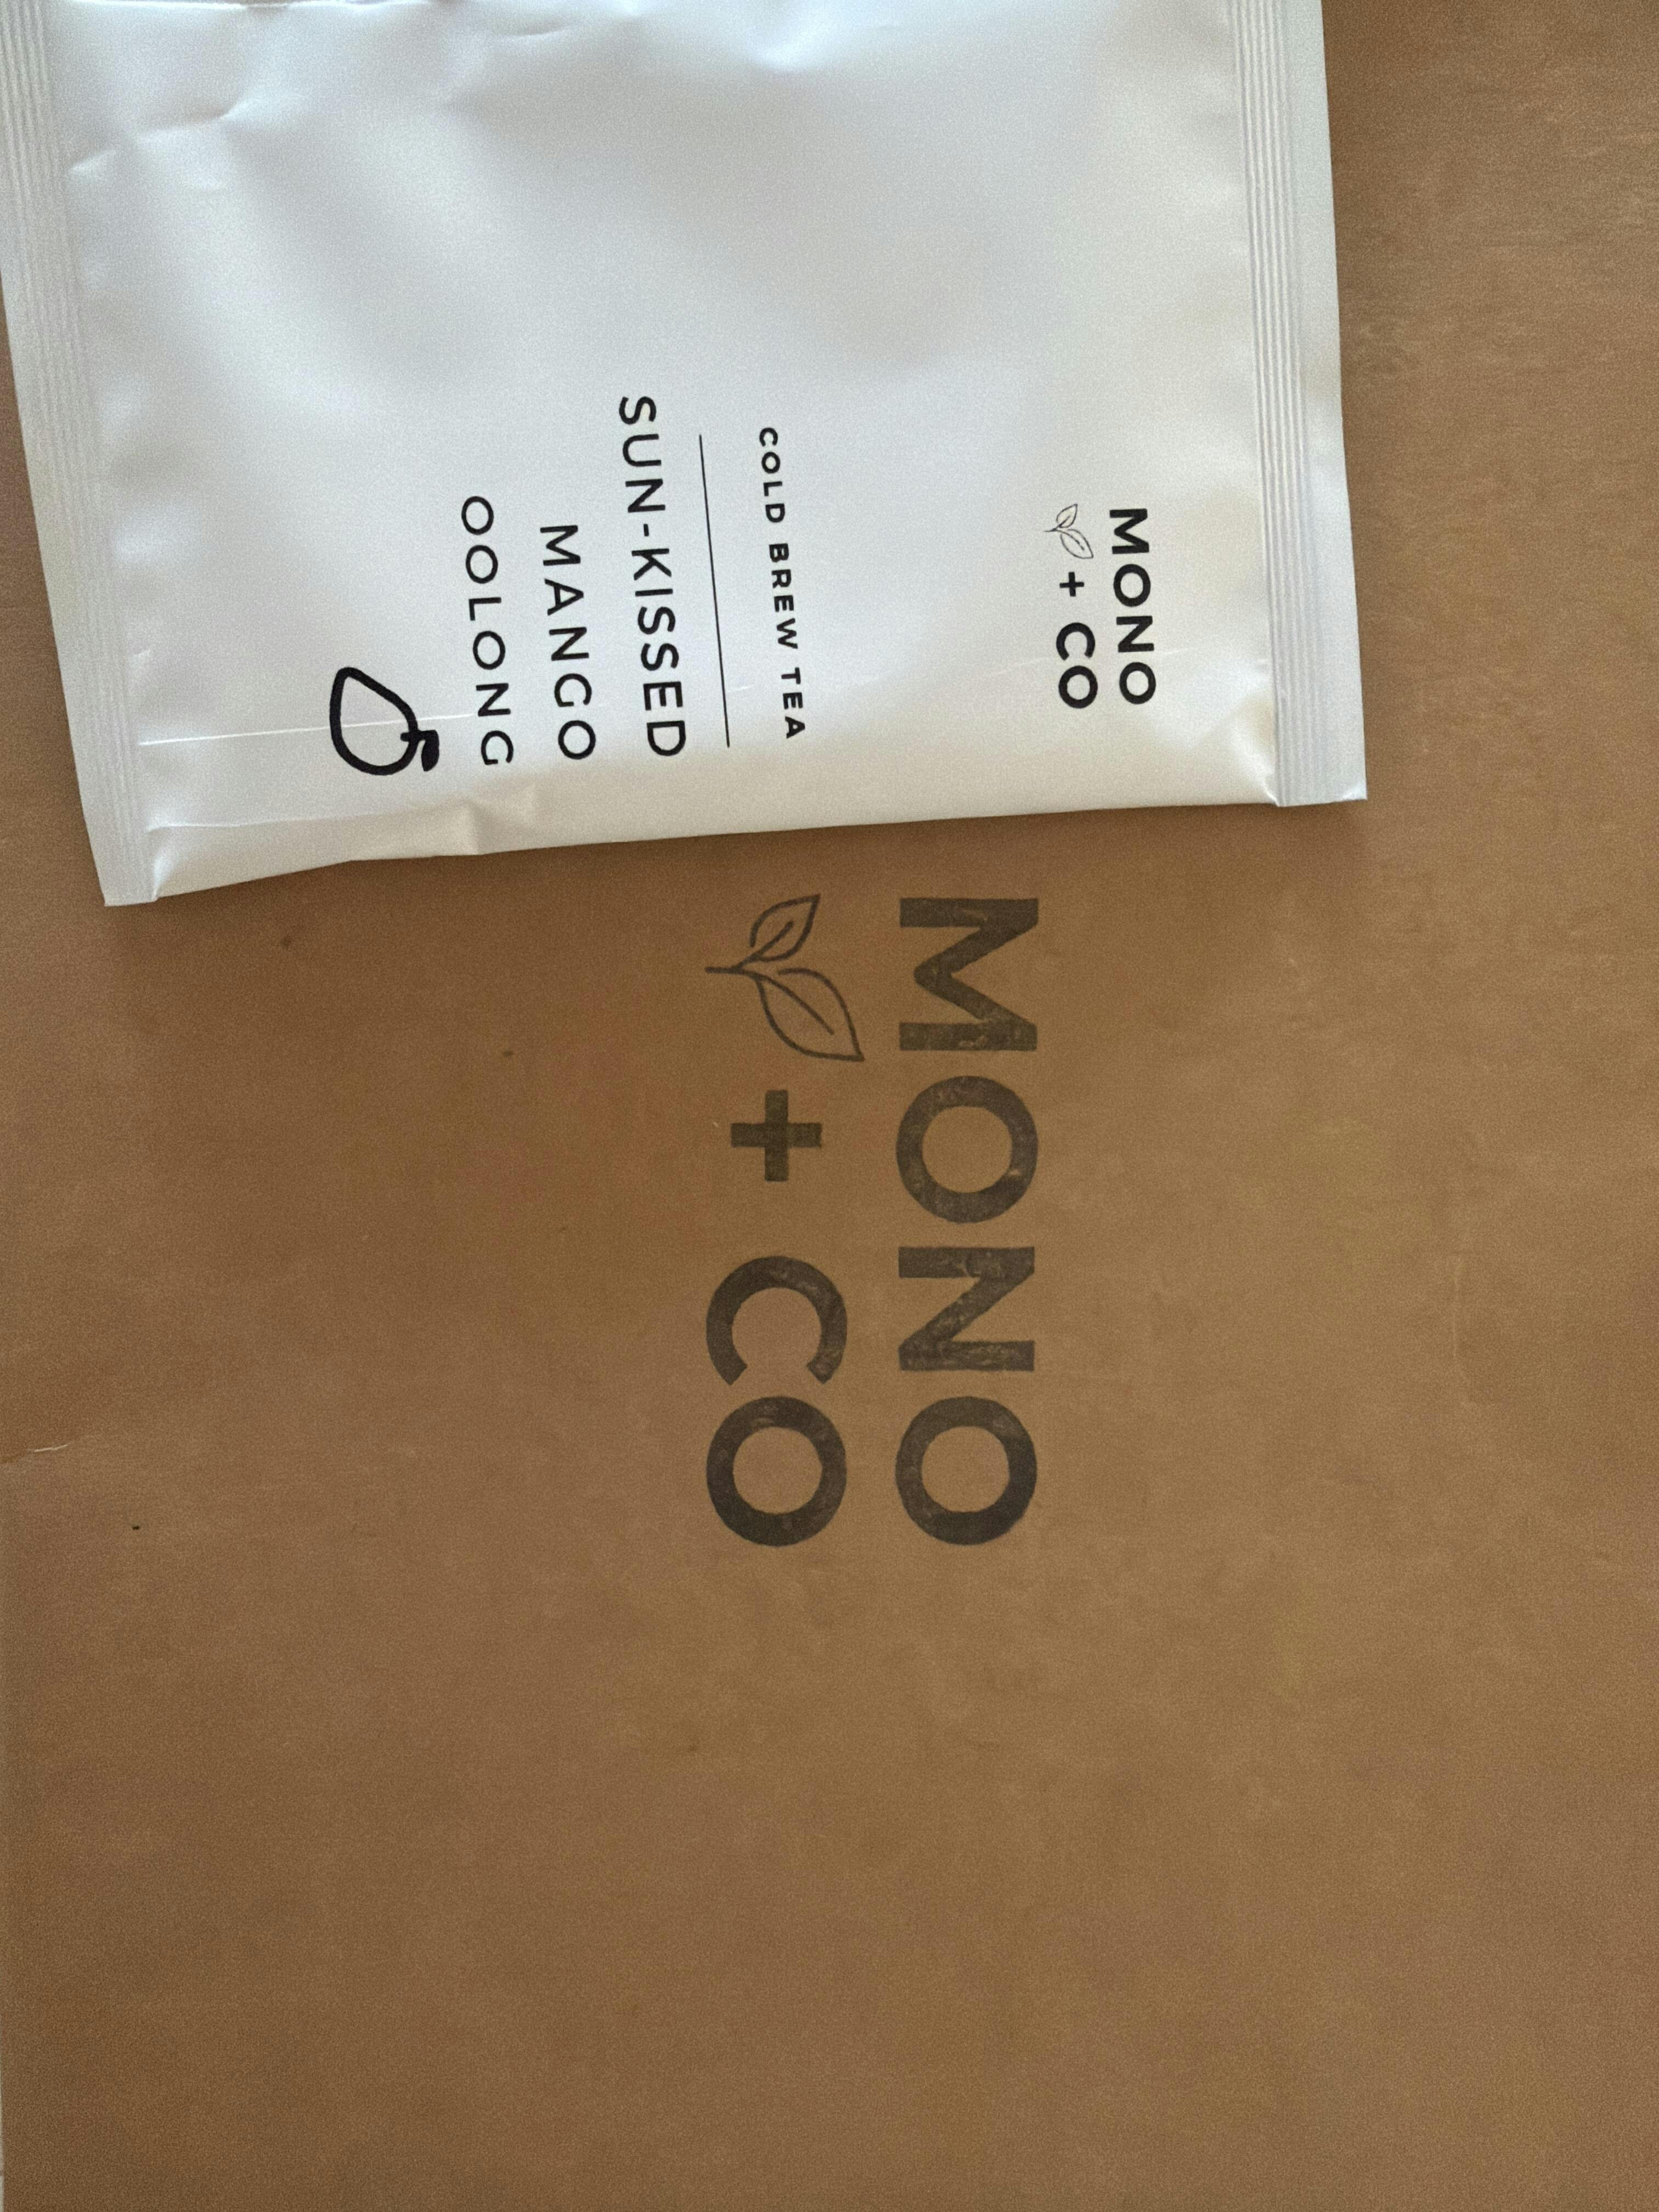 MONO
+ CO
COLD BREW TEA
SUN-KISSED
MANGO
OOLONG
MONO
+ CO